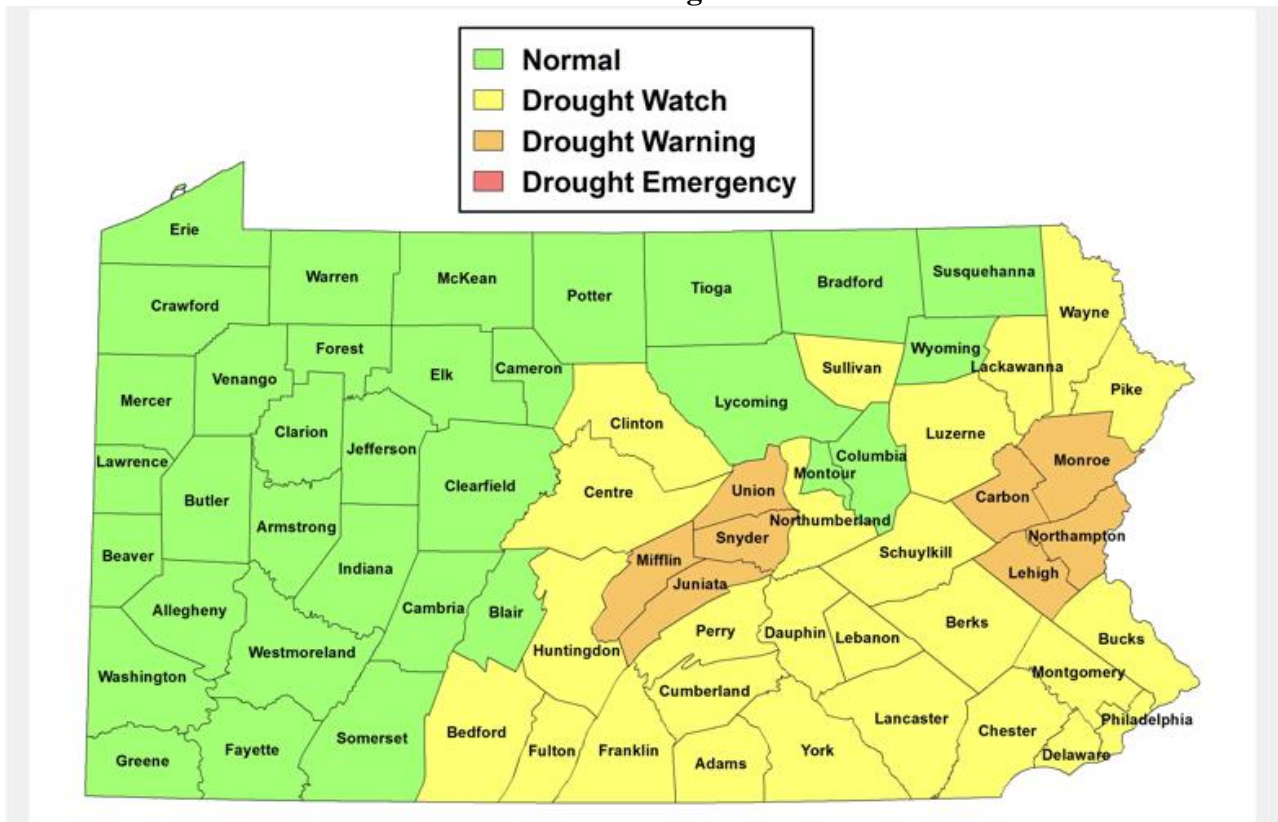 Normal
Drought Watch
Drought Warning
Drought Emergency
Erie
Warren
McKean
Potter
Tioga
Bradford
Susquehanna
Wayne
Crawford
Forest
Elk
Cameron
Wyoming
Lackawanna
Sullivan
Pike
Mercer
Venango
Clarion
Jefferson
Clinton
Lycoming
Luzerne
Lawrence
Butler
Clearfield
Centre
Union
Montour
Columbia
Carbon
Monroe
Armstrong
Northumberland
Snyder
Schuylkill
Northampton
Beaver
Indiana
Mifflin
Juniata
Lehigh
Allegheny
Cambria
Blair
Westmoreland
Huntingdon
Perry
Dauphin
Lebanon
Berks
Bucks
Washington
Cumberland
Montgomery
Greene
Fayette
Somerset
Bedford
Fulton
Franklin
Adams
York
Lancaster
Chester
Delaware
Philadelphia